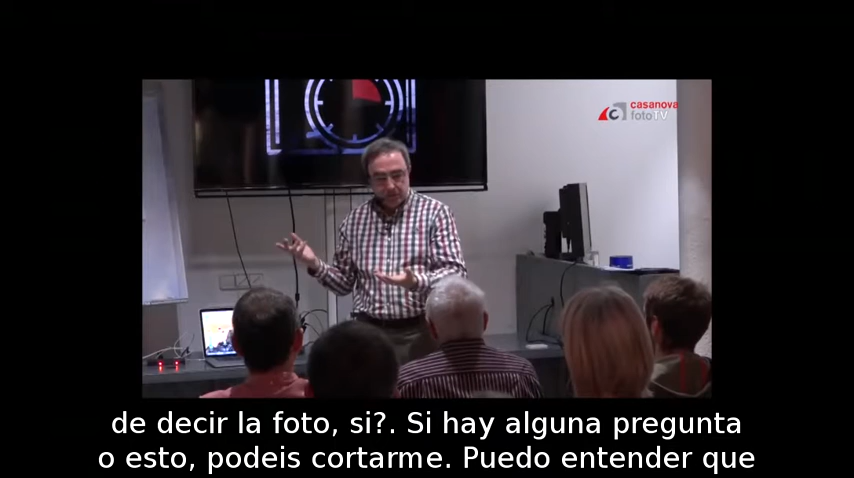 casanova
fotoTV
de decir la foto, si?. Si hay alguna pregunta
o esto, podeis cortarme. Puedo entender que